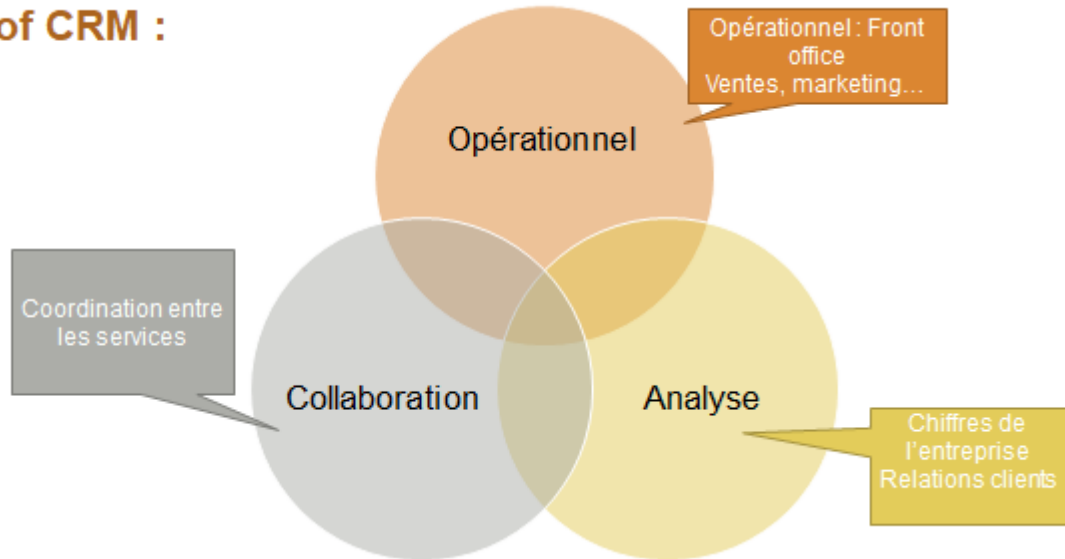 of CRM :
Opérationnel : Front
office
Ventes, marketing...
Opérationnel
Coordination entre
les services
Collaboration
Analyse
Chiffres de
l'entreprise
Relations clients